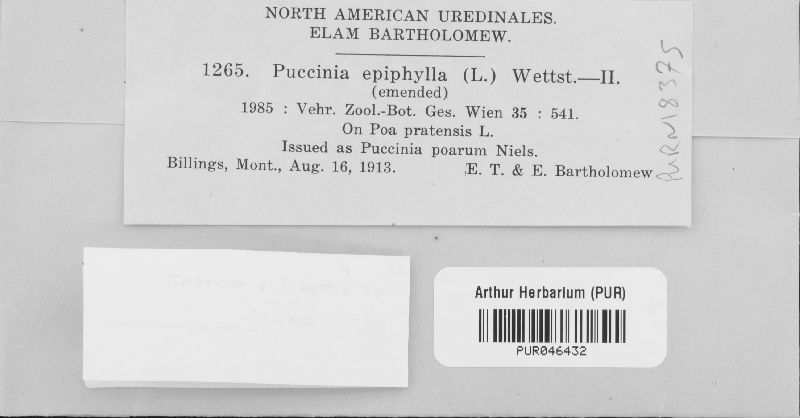 NORTH AMERICAN UREDINALES.
ELAM BARTHOLOMEW.
1265. Puccinia epiphylla (L.) Wettst.—II.
(emended)
1985 : Vehr. Zool.-Bot. Ges. Wien 35 : 541.
On Poa pratensis L.
Issued as Puccinia poarum Niels.
Billings, Mont., Aug. 16, 1913. E. T. & E. Bartholomew
PURN18375
Arthur Herbarium (PUR)
PUR046432